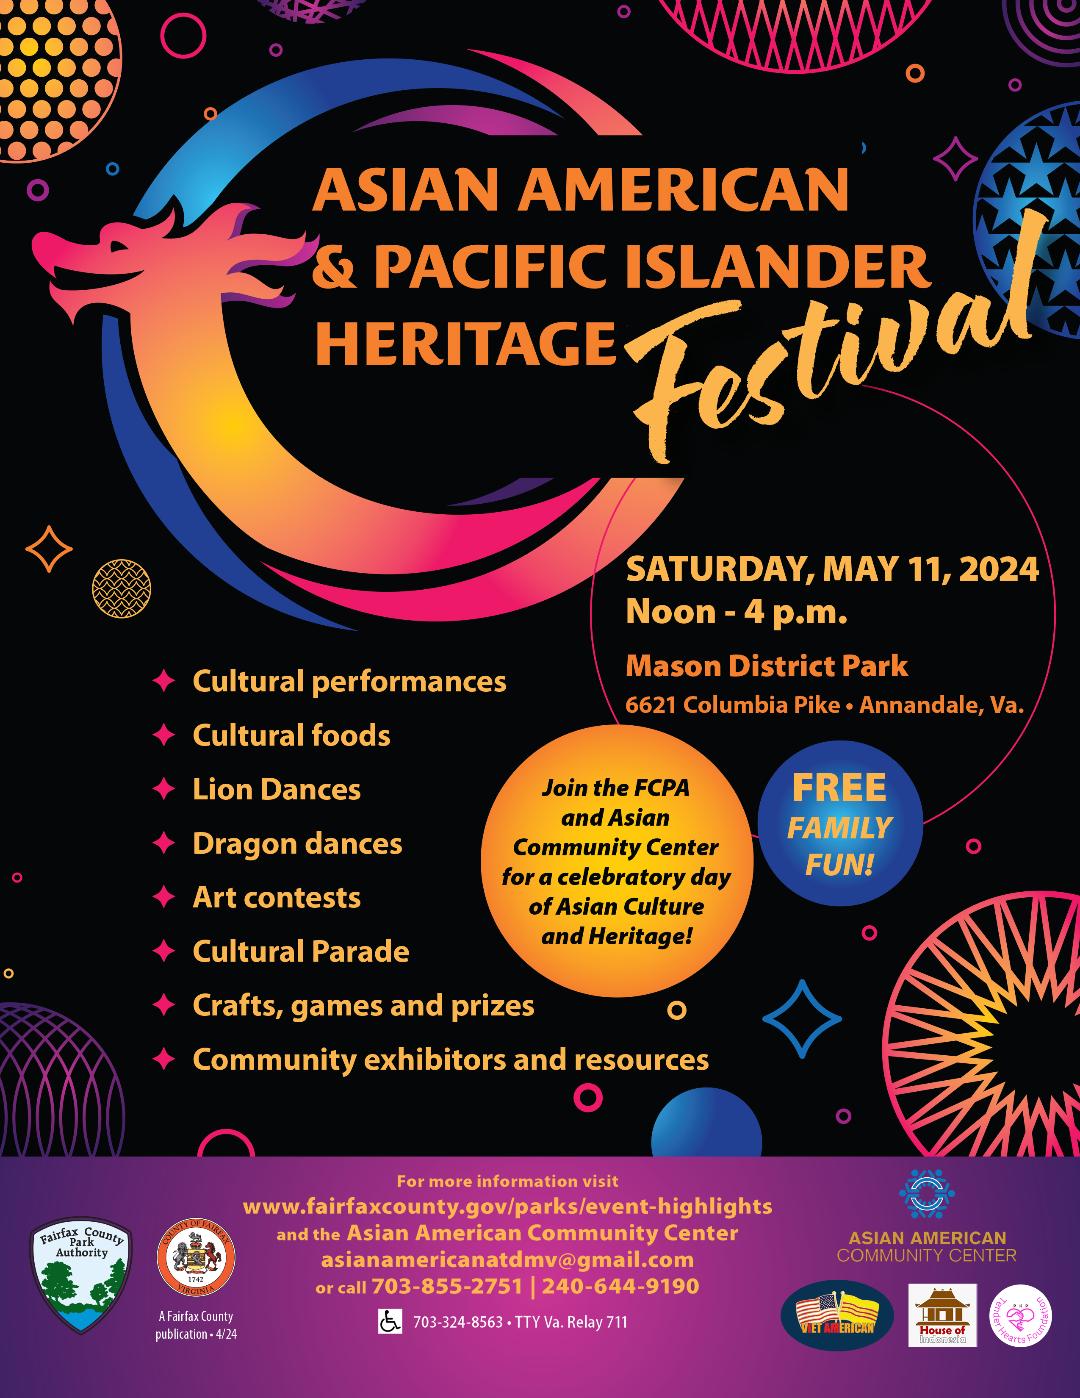 ASIAN AMERICAN
& PACIFIC ISLANDER
HERITAGE Festival
SATURDAY, MAY 11, 2024
Noon - 4 p.m.
Mason District Park
6621 Columbia Pike • Annandale, Va.
Cultural performances
Cultural foods
Lion Dances
Dragon dances
Art contests
Cultural Parade
Crafts, games and prizes
Community exhibitors and resources
Join the FCPA
and Asian
Community Center
for a celebratory day
of Asian Culture
and Heritage!
FREE
FAMILY
FUN!
For more information visit
www.fairfaxcounty.gov/parks/event-highlights
and the Asian American Community Center
asianamericanatdmv@gmail.com
or call 703-855-2751 | 240-644-9190
703-324-8563 • TTY Va. Relay 711
Fairfax County
Park
Authority
COUNTY OF FAIRFAX
1742
VIRGINIA
A Fairfax County
publication • 4/24
ASIAN AMERICAN
COMMUNITY CENTER
VIET AMERICAN
House of
Indonesia
PHP
Tender Hearts Foundation